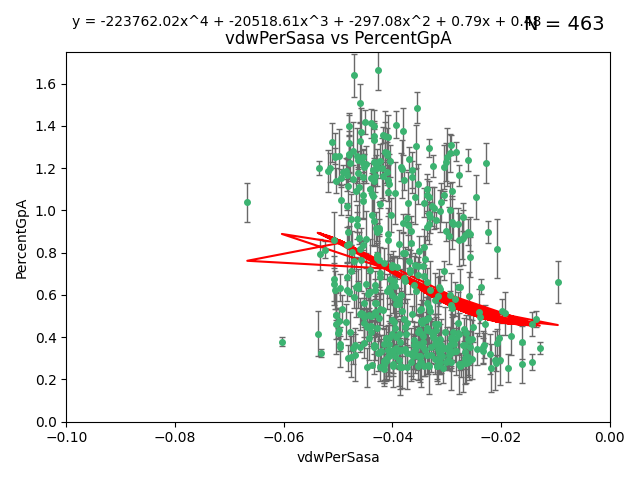 y = -223762.02x^4 + -20518.61x^3 + -297.08x^2 + 0.79x + 0.48
N = 463
vdwPerSasa vs PercentGpA
PercentGpA
1.6
1.4
1.2
1.0
0.8
0.6
0.4
0.2
0.0
−0.10 −0.08 −0.06 −0.04 −0.02 0.00
vdwPerSasa